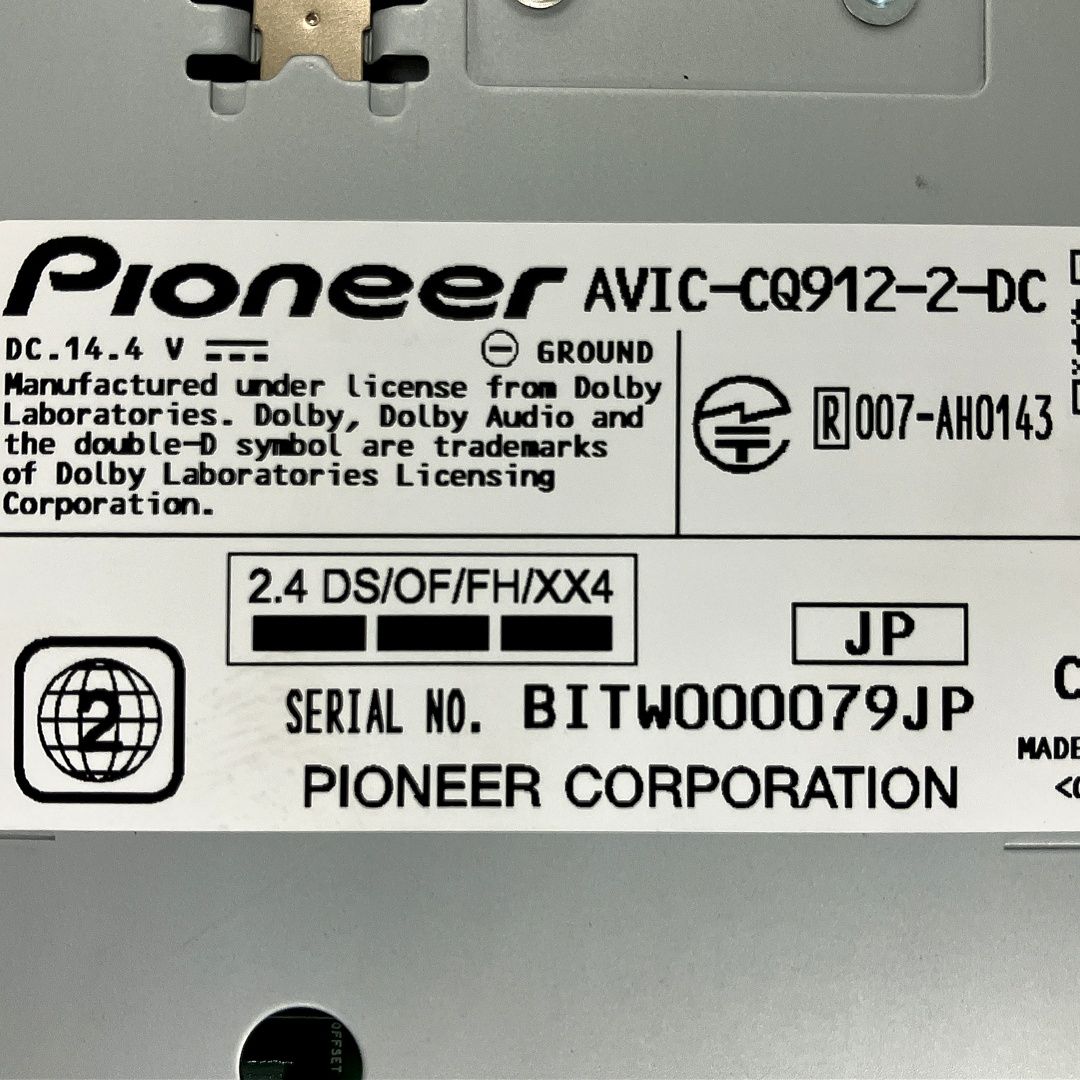 Pioneer AVIC-CQ912-2-DC
DC.14.4 V ⊖ GROUND
Manufactured under license from Dolby
Laboratories. Dolby, Dolby Audio and
the double-D symbol are trademarks
of Dolby Laboratories Licensing
Corporation.
R 007-AH0143
2.4 DS/OF/FH/XX4
JP
2
SERIAL NO. BITW000079JP
MADE
PIONEER CORPORATION
OFFSET